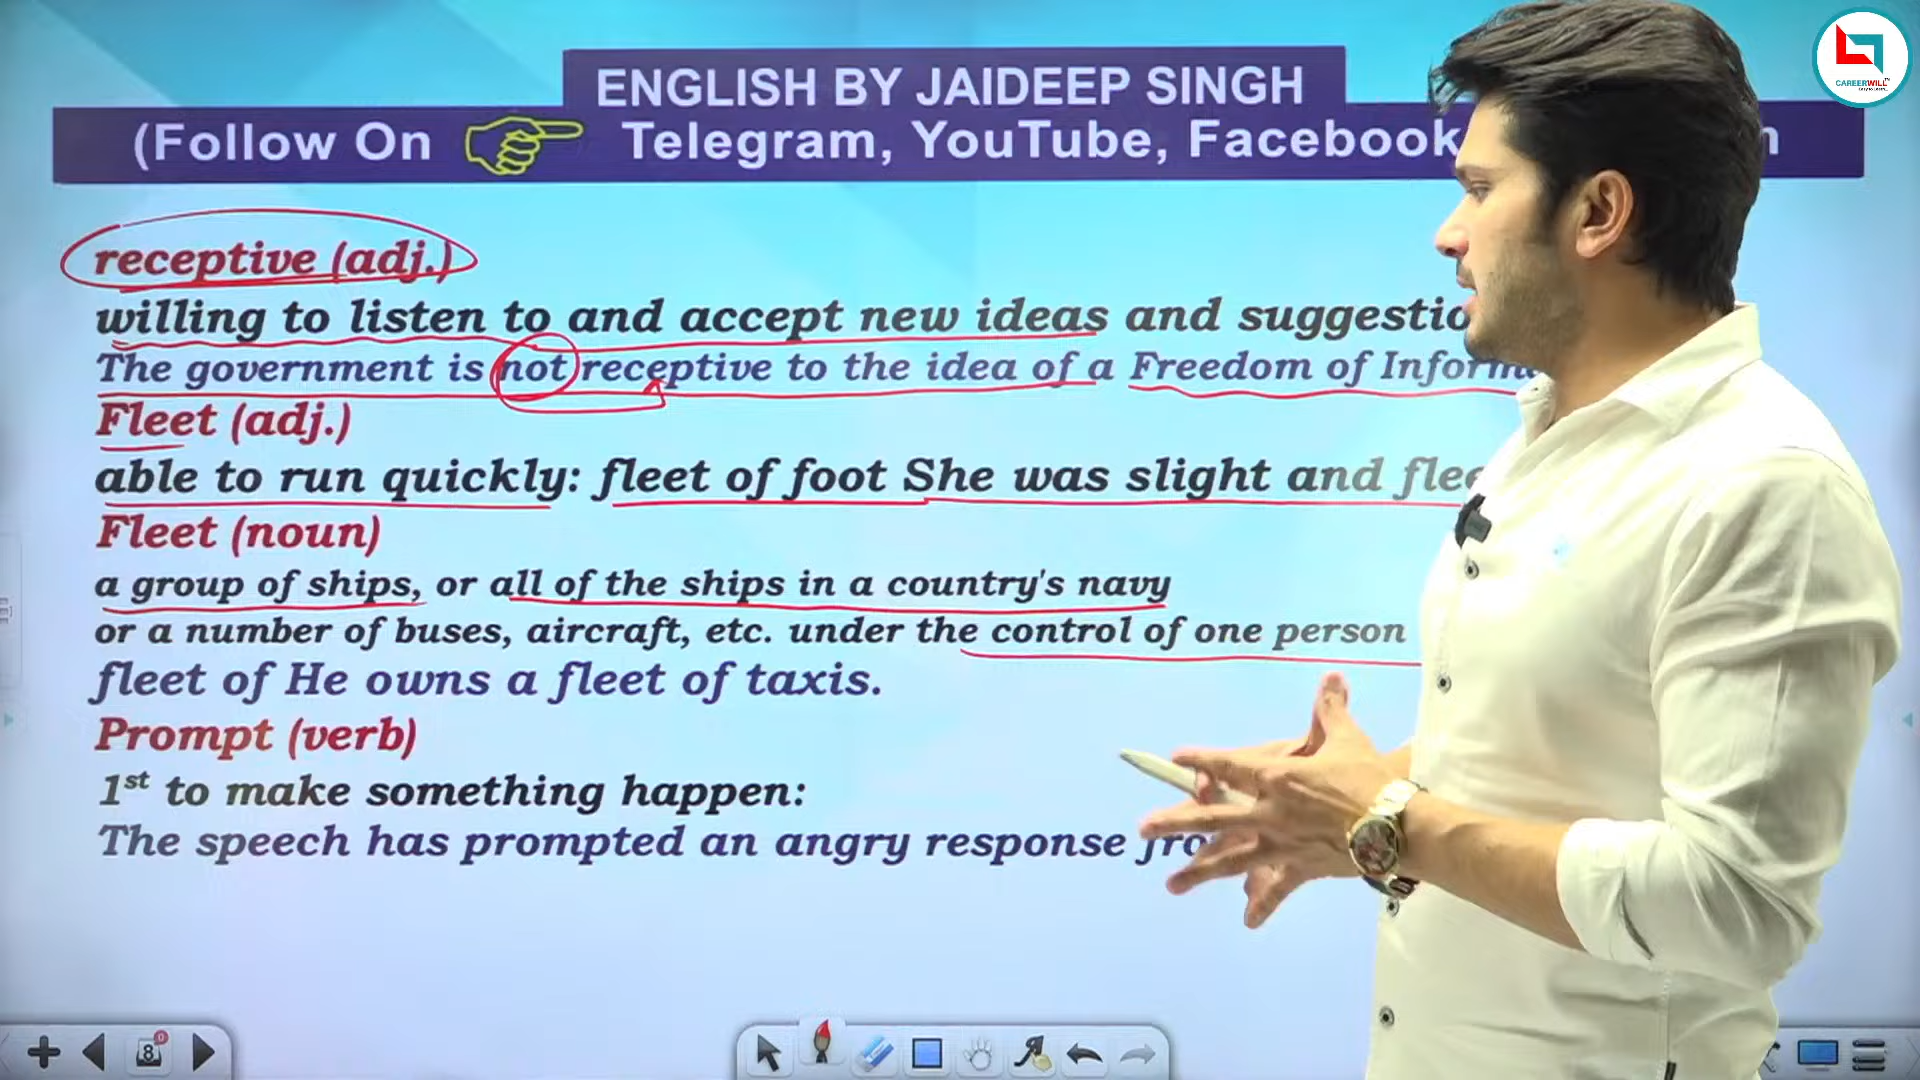 ENGLISH BY JAIDEEP SINGH
(Follow On Telegram, YouTube, Facebook
receptive (adj.)
willing to listen to and accept new ideas and
The government is not receptive to the idea of a Freedom of
Fleet (adj.)
able to run quickly: fleet of foot She was slight and
Fleet (noun)
a group of ships, or all of the ships in a country's navy
or a number of buses, aircraft, etc. under the control of one person
fleet of He owns a fleet of taxis.
Prompt (verb)
1st to make something happen:
The speech has prompted an angry response
CAREERWILL
8
0